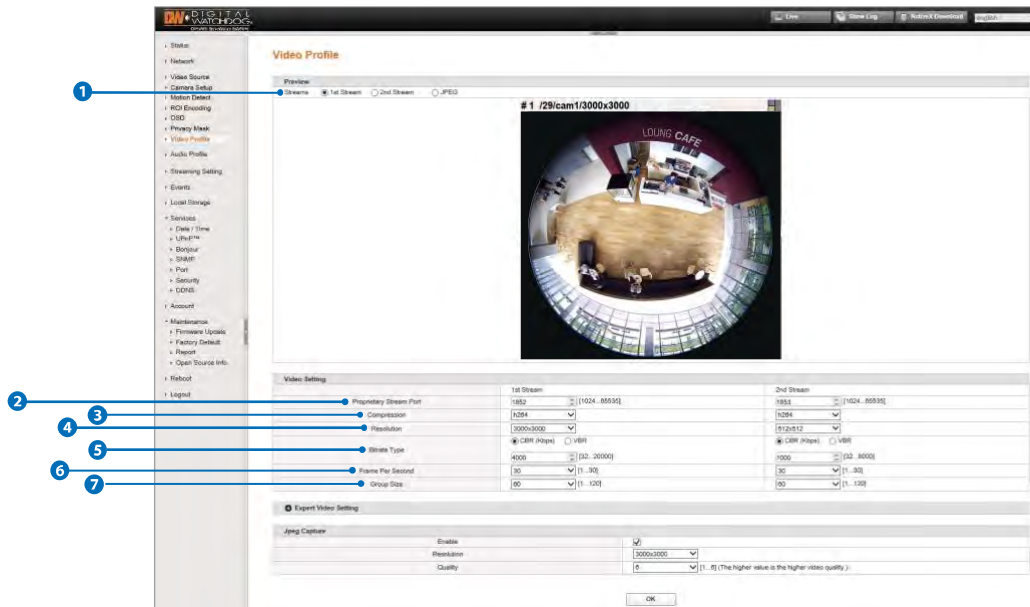 DIGITAL
WATCHDOG
Live
Show Log
ActiveX Download
English
Status
Network
Video Source
Camera Setup
Motion Detect
ROI Encoding
OSD
Privacy Mask
Video Profile
Audio Profile
Streaming Setting
Events
Local Storage
Services
Date / Time
UPnP™
Bonjour
SNMP
Port
Security
DDNS
Account
Maintenance
Firmware Update
Factory Default
Report
Open Source Info.
Reboot
Logout
Video Profile
Preview
1
Streams 1st Stream 2nd Stream JPEG
# 1 /29/cam1/3000x3000
LOUNG CAFE
Video Setting
1st Stream 2nd Stream
2 Proprietary Stream Port 1852 [1024...65535] 1853 [1024...65535]
3 Compression h264 h264
4 Resolution 3000x3000 512x512
5 Bitrate Type CBR (Kbps) VBR CBR (Kbps) VBR
4000 [32...20000] 1000 [32...8000]
6 Frame Per Second 30 [1...30] 30 [1...30]
7 Group Size 60 [1...120] 60 [1...120]
Expert Video Setting
Jpeg Capture
Enable
Resolution 3000x3000
Quality 6 [1...6] (The higher value is the higher video quality.)
OK